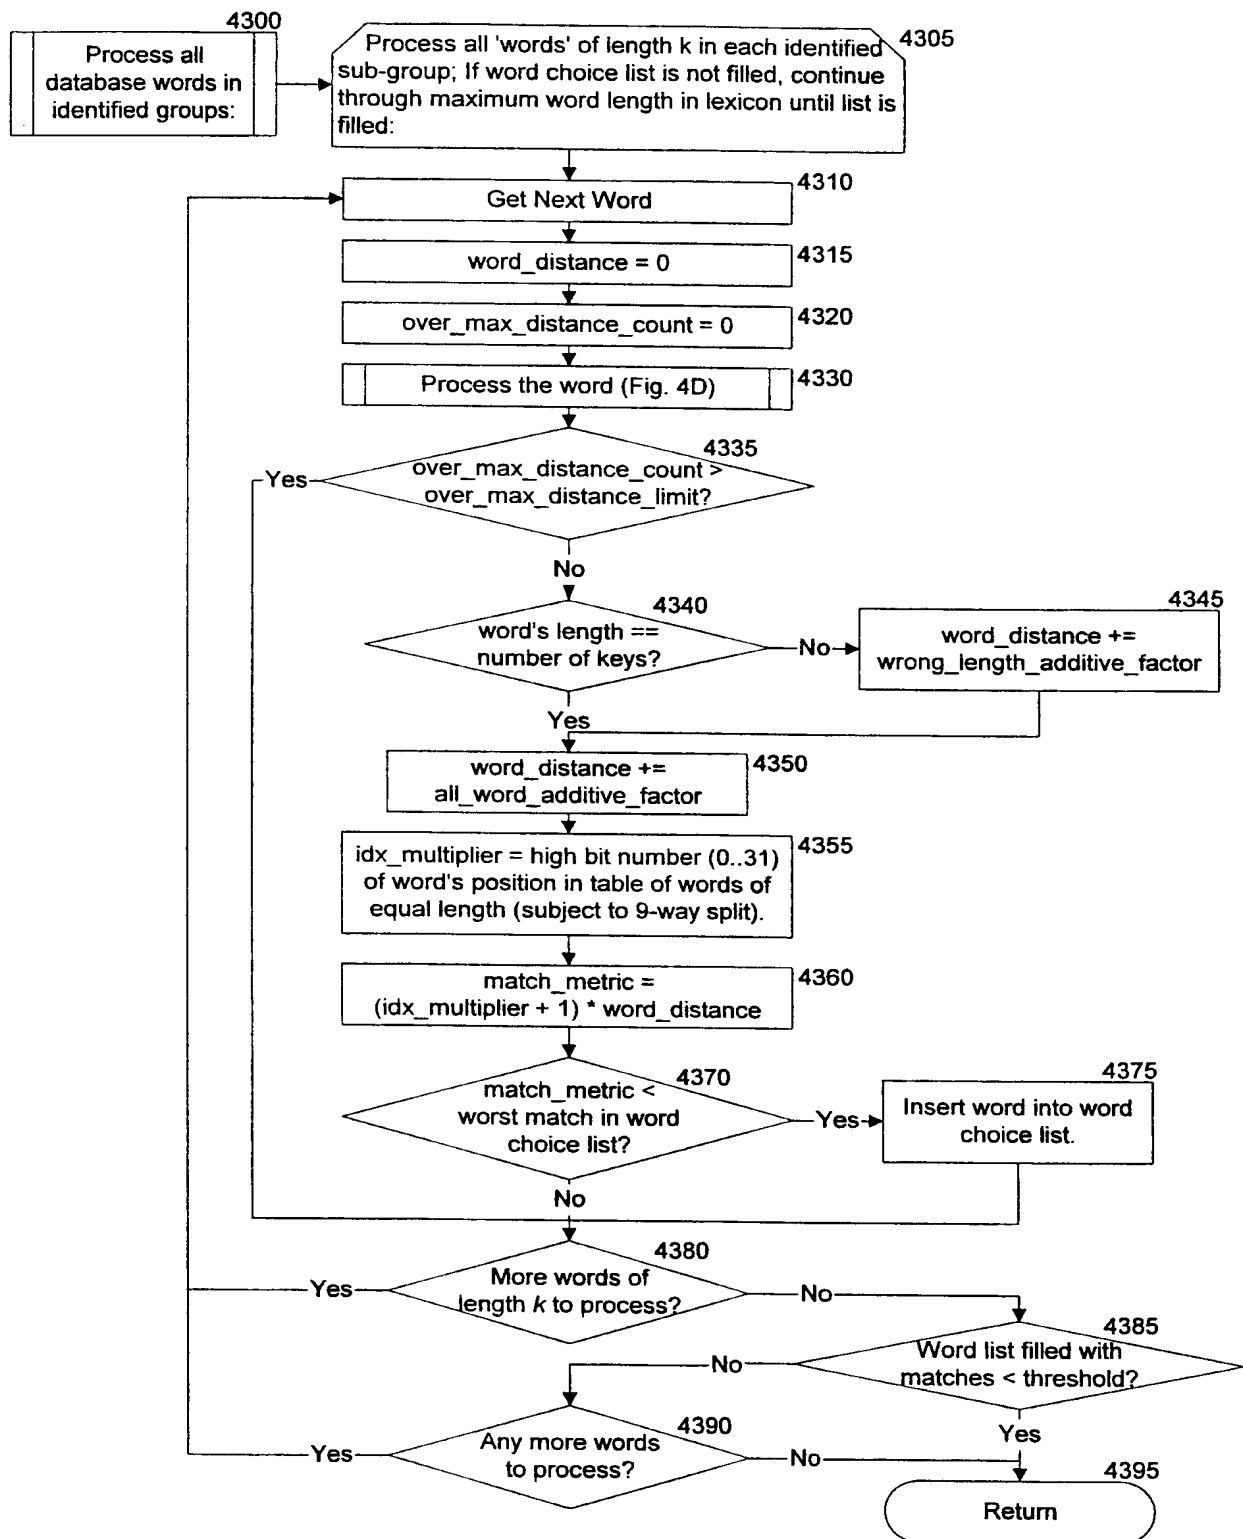 4300
Process all
database words in
identified groups:
4305
Process all 'words' of length k in each identified
sub-group; If word choice list is not filled, continue
through maximum word length in lexicon until list is
filled:
4310
Get Next Word
4315
word_distance = 0
4320
over_max_distance_count = 0
4330
Process the word (Fig. 4D)
4335
over_max_distance_count >
over_max_distance_limit?
Yes
No
4340
word's length ==
number of keys?
No
4345
word_distance +=
wrong_length_additive_factor
Yes
4350
word_distance +=
all_word_additive_factor
4355
idx_multiplier = high bit number (0..31)
of word's position in table of words of
equal length (subject to 9-way split).
4360
match_metric =
(idx_multiplier + 1) * word_distance
4370
match_metric <
worst match in word
choice list?
Yes
4375
Insert word into word
choice list.
No
4380
More words of
length k to process?
Yes
No
4385
Word list filled with
matches < threshold?
No
Yes
4390
Any more words
to process?
Yes
No
4395
Return